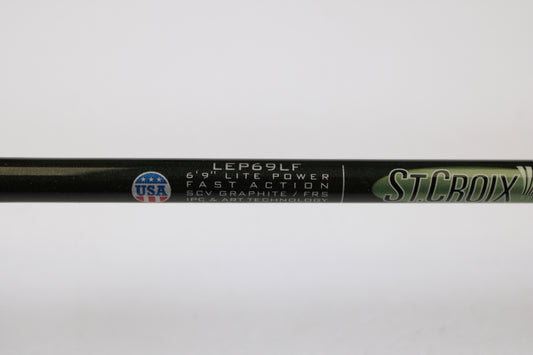 LEP69LF
6'9" LITE POWER
FAST ACTION
SCV GRAPHITE / FRS
IPC & ART TECHNOLOGY
USA
ST.CROIX